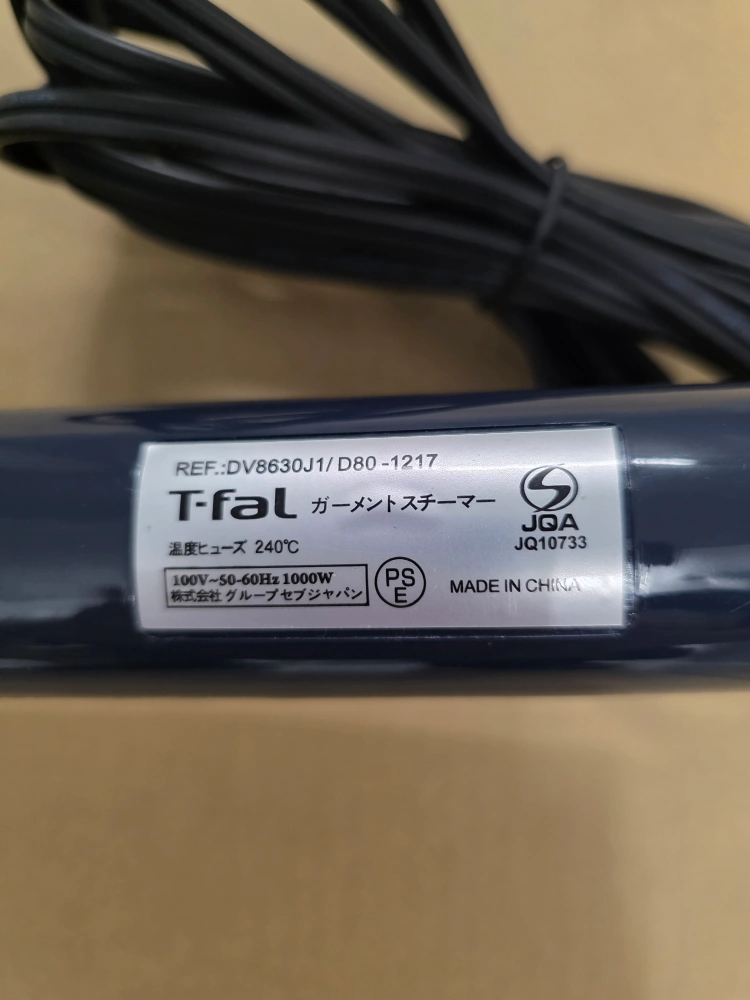 REF.:DV8630J1/ D80 -1217
T-fal ガーメントスチーマー
JQA
温度ヒューズ 240℃
JQ10733
100V~50-60Hz 1000W
株式会社 グループセブジャパン
PS
E
MADE IN CHINA